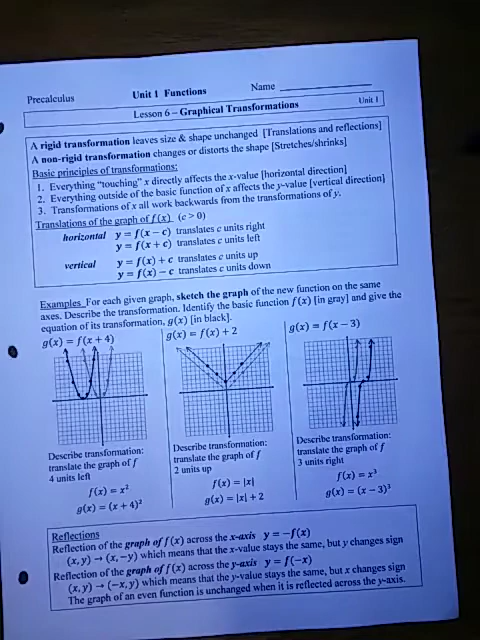 Precalculus Unit 1 Functions Name
Lesson 6 – Graphical Transformations Unit 1
A rigid transformation leaves size & shape unchanged [Translations and reflections]
A non-rigid transformation changes or distorts the shape [Stretches/shrinks]
Basic principles of transformations:
1. Everything "touching" x directly affects the x-value [horizontal direction]
2. Everything outside of the basic function of x affects the y-value [vertical direction]
3. Transformations of x all work backwards from the transformations of y.
Translations of the graph of f(x) (c > 0)
horizontal y = f(x − c) translates c units right
y = f(x + c) translates c units left
vertical y = f(x) + c translates c units up
y = f(x) − c translates c units down
Examples For each given graph, sketch the graph of the new function on the same
axes. Describe the transformation. Identify the basic function f(x) [in gray] and give the
equation of its transformation, g(x) [in black].
g(x) = f(x + 4) g(x) = f(x) + 2 g(x) = f(x − 3)
Describe transformation: Describe transformation: Describe transformation:
translate the graph of f translate the graph of f translate the graph of f
4 units left 2 units up 3 units right
f(x) = x² f(x) = |x| f(x) = x³
g(x) = (x + 4)² g(x) = |x| + 2 g(x) = (x − 3)³
Reflections
Reflection of the graph of f(x) across the x-axis y = −f(x)
(x, y) → (x, −y) which means that the x-value stays the same, but y changes sign
Reflection of the graph of f(x) across the y-axis y = f(−x)
(x, y) → (−x, y) which means that the y-value stays the same, but x changes sign
The graph of an even function is unchanged when it is reflected across the y-axis.